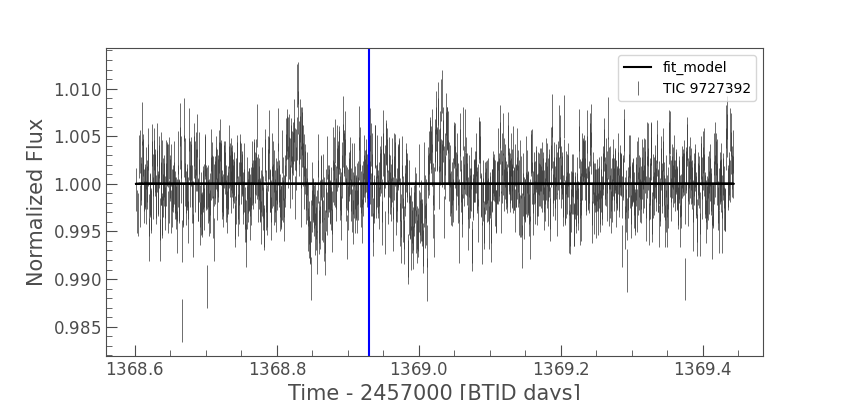 fit_model
TIC 9727392
Normalized Flux
1.010
1.005
1.000
0.995
0.990
0.985
1368.6
1368.8
1369.0
1369.2
1369.4
Time - 2457000 [BTJD days]